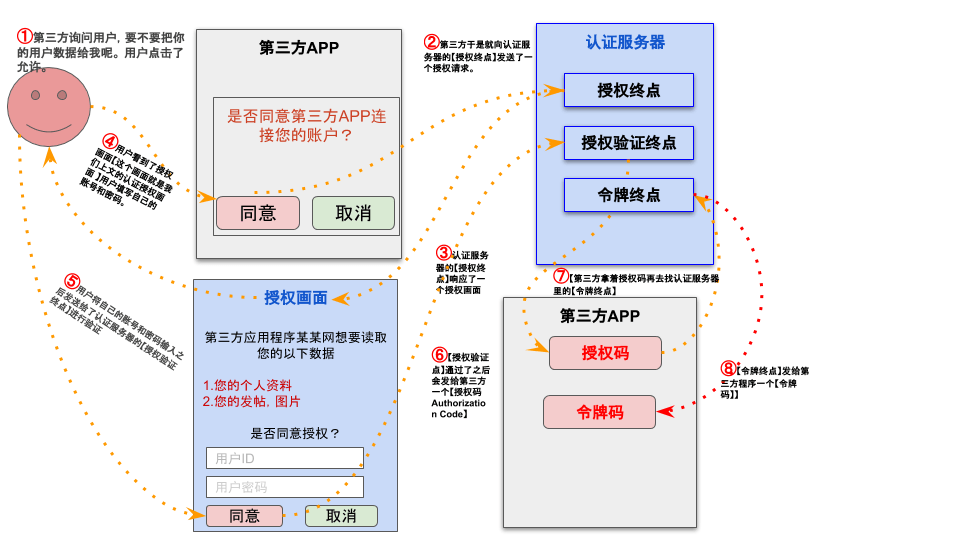 ①第三方询问用户，要不要把你
的用户数据给我呢。用户点击了
允许。
第三方APP
是否同意第三方APP连
接您的账户？
同意
取消
②第三方于是就向认证服
务器的【授权终点】发送了一
个授权请求。
认证服务器
授权终点
授权验证终点
令牌终点
④用户看到了授权
画面【这个画面就是我
们上文的认证授权画
面 】用户填写自己的
账号和密码。
③认证服务
器的【授权终
点】响应了一
个授权画面
⑤用户将自己的账号和密码输入之
后发送给了认证服务器的【授权验证
终点】进行验证
授权画面
第三方应用程序某某网想要读取
您的以下数据
1.您的个人资料
2.您的发帖, 图片
是否同意授权？
用户ID
用户密码
同意
取消
⑥【授权验证
点】通过了之后
会发给第三方
一个【授权码
Authorizatio
n Code】
⑦【第三方拿着授权码再去找认证服务器
里的【令牌终点】
第三方APP
授权码
令牌码
⑧【令牌终点】发给第
三方程序一个【令牌
码】】